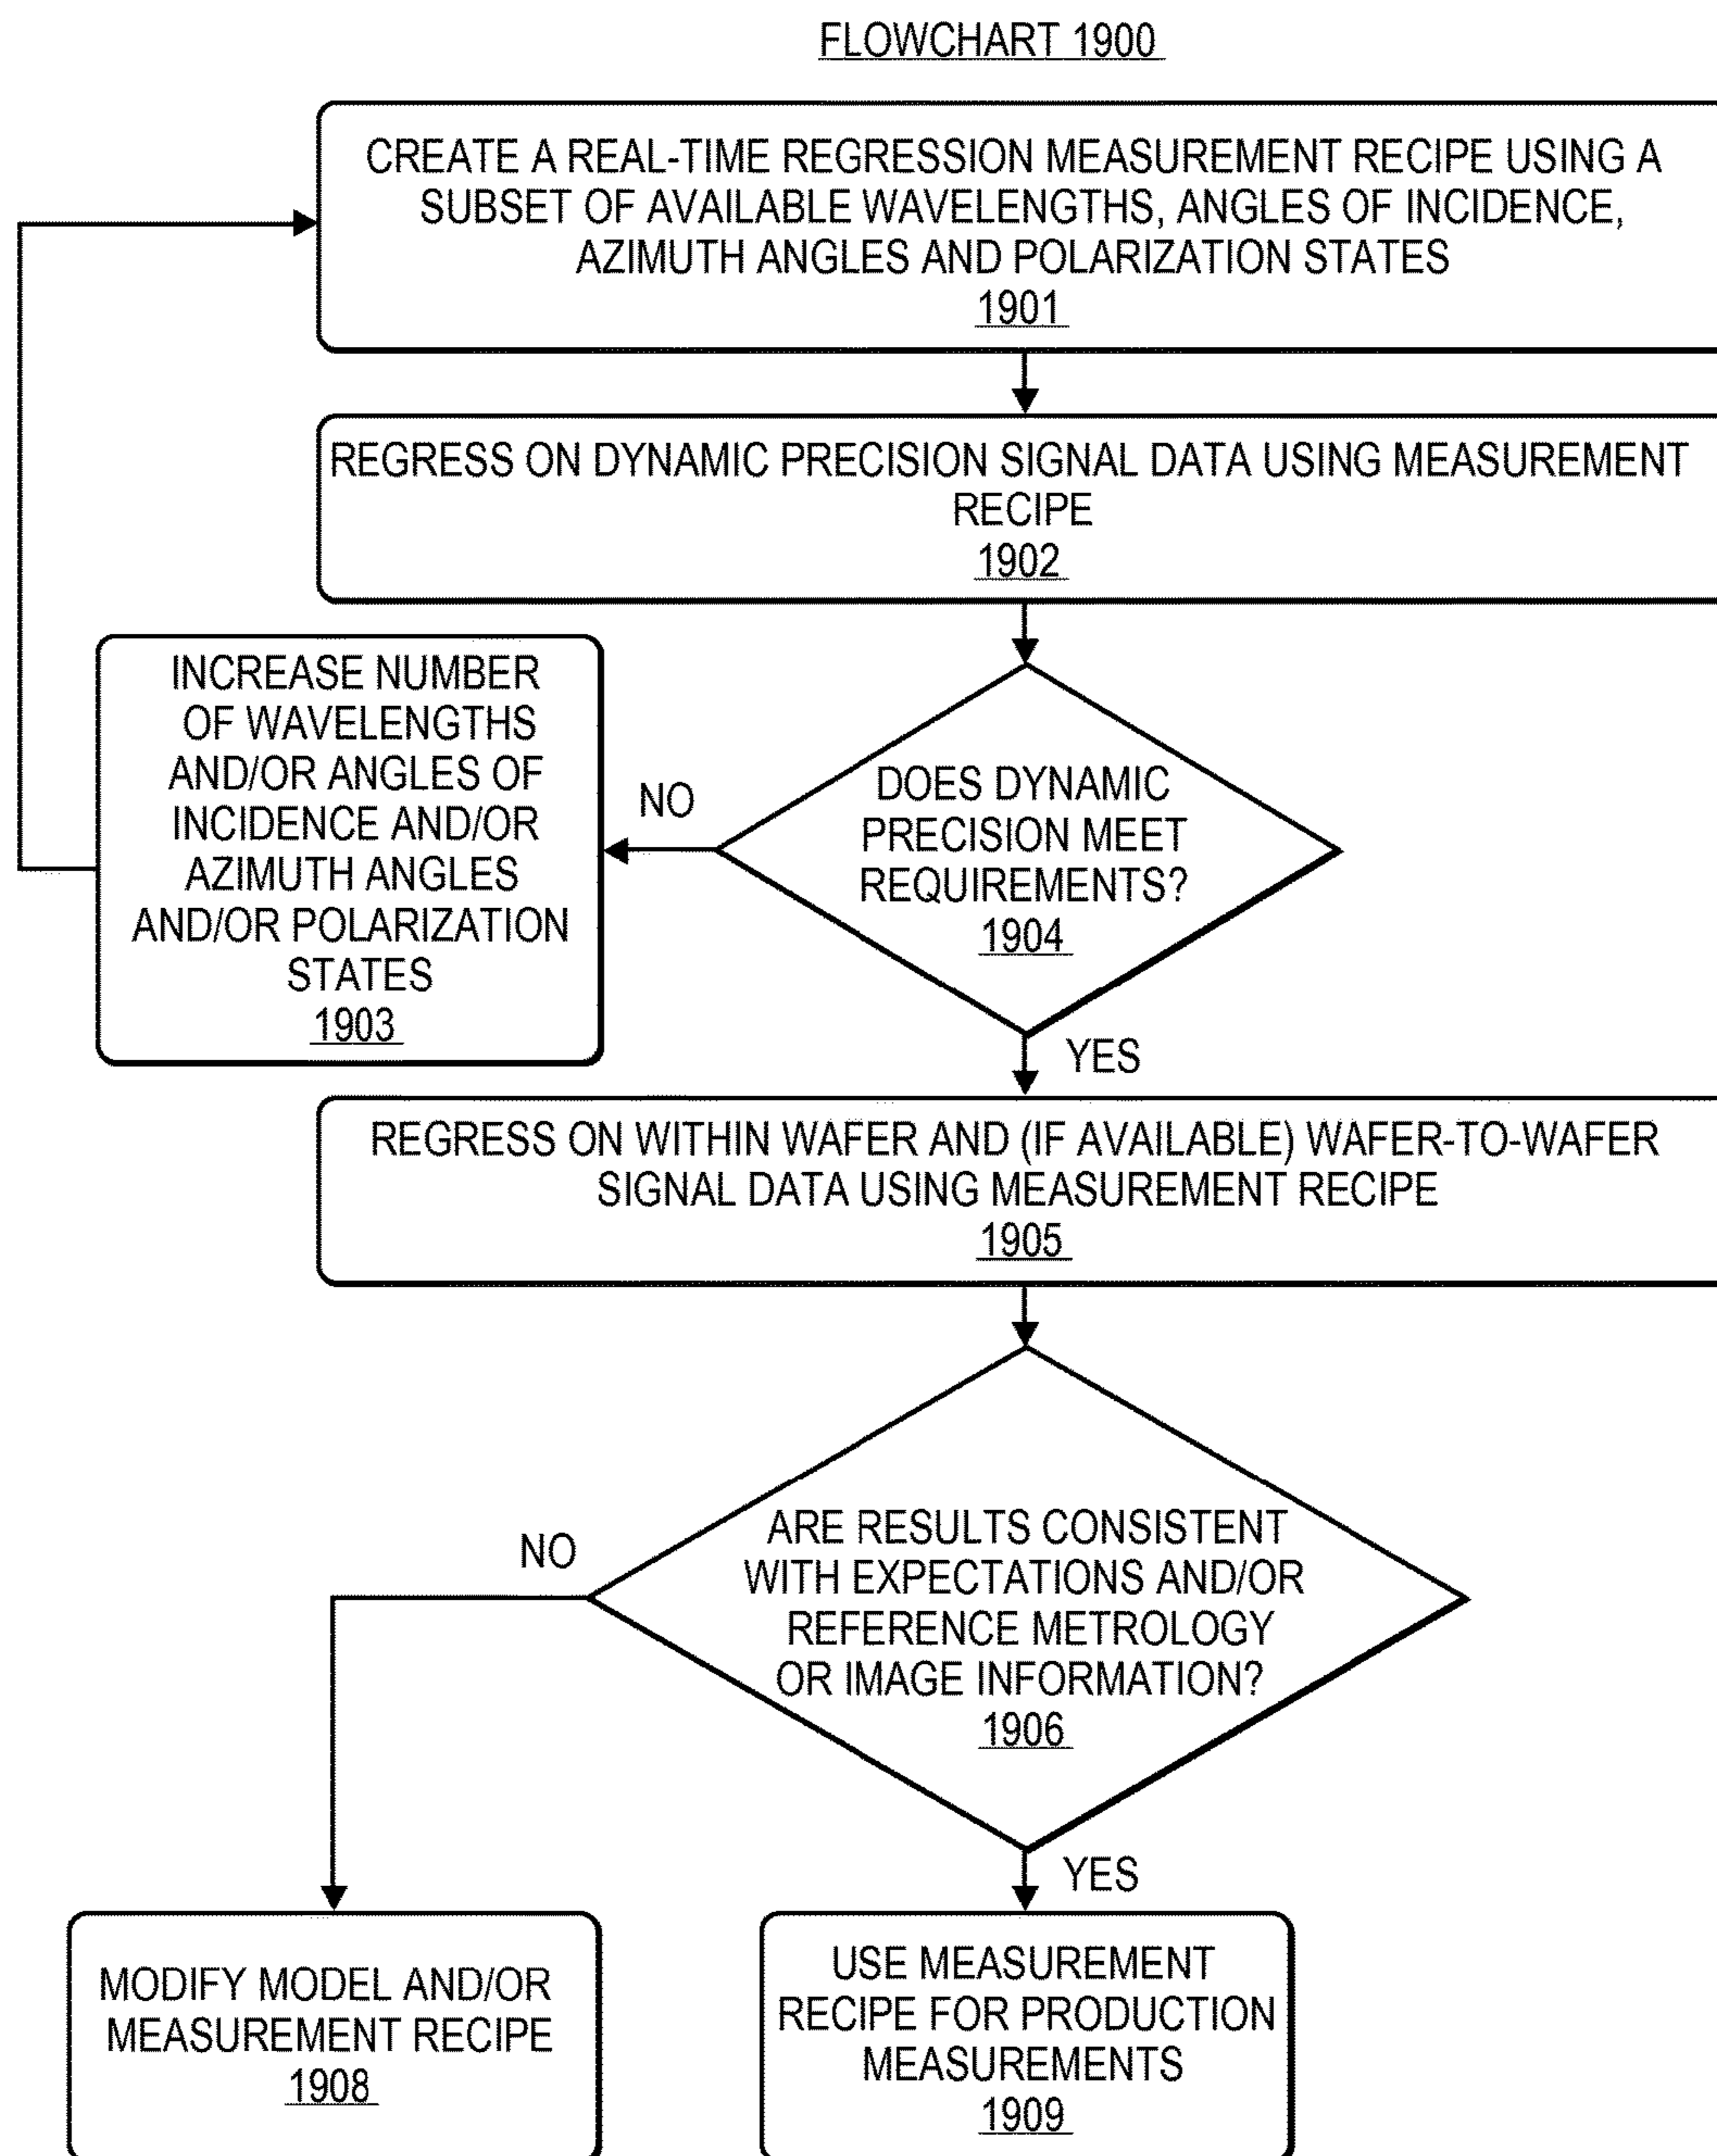 FLOWCHART 1900
CREATE A REAL-TIME REGRESSION MEASUREMENT RECIPE USING A
SUBSET OF AVAILABLE WAVELENGTHS, ANGLES OF INCIDENCE,
AZIMUTH ANGLES AND POLARIZATION STATES
1901
REGRESS ON DYNAMIC PRECISION SIGNAL DATA USING MEASUREMENT
RECIPE
1902
INCREASE NUMBER
OF WAVELENGTHS
AND/OR ANGLES OF
INCIDENCE AND/OR
AZIMUTH ANGLES
AND/OR POLARIZATION
STATES
1903
NO
DOES DYNAMIC
PRECISION MEET
REQUIREMENTS?
1904
YES
REGRESS ON WITHIN WAFER AND (IF AVAILABLE) WAFER-TO-WAFER
SIGNAL DATA USING MEASUREMENT RECIPE
1905
NO
ARE RESULTS CONSISTENT
WITH EXPECTATIONS AND/OR
REFERENCE METROLOGY
OR IMAGE INFORMATION?
1906
YES
MODIFY MODEL AND/OR
MEASUREMENT RECIPE
1908
USE MEASUREMENT
RECIPE FOR PRODUCTION
MEASUREMENTS
1909